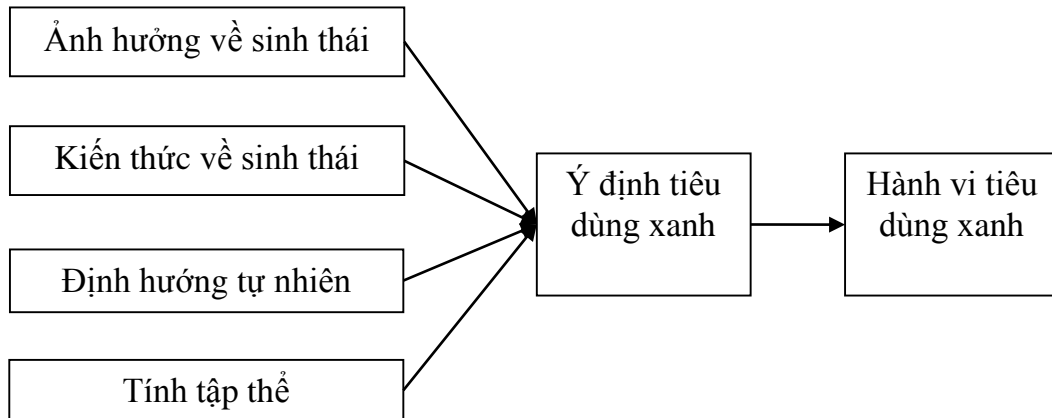 Ảnh hưởng về sinh thái
Kiến thức về sinh thái
Định hướng tự nhiên
Tính tập thể
Ý định tiêu
dùng xanh
Hành vi tiêu
dùng xanh